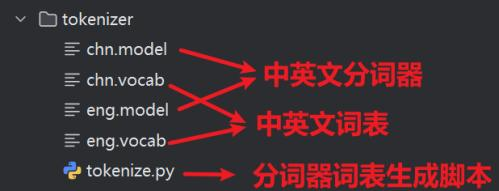 tokenizer
chn.model
中英文分词器
chn.vocab
eng.model
中英文词表
eng.vocab
tokenize.py
分词器词表生成脚本